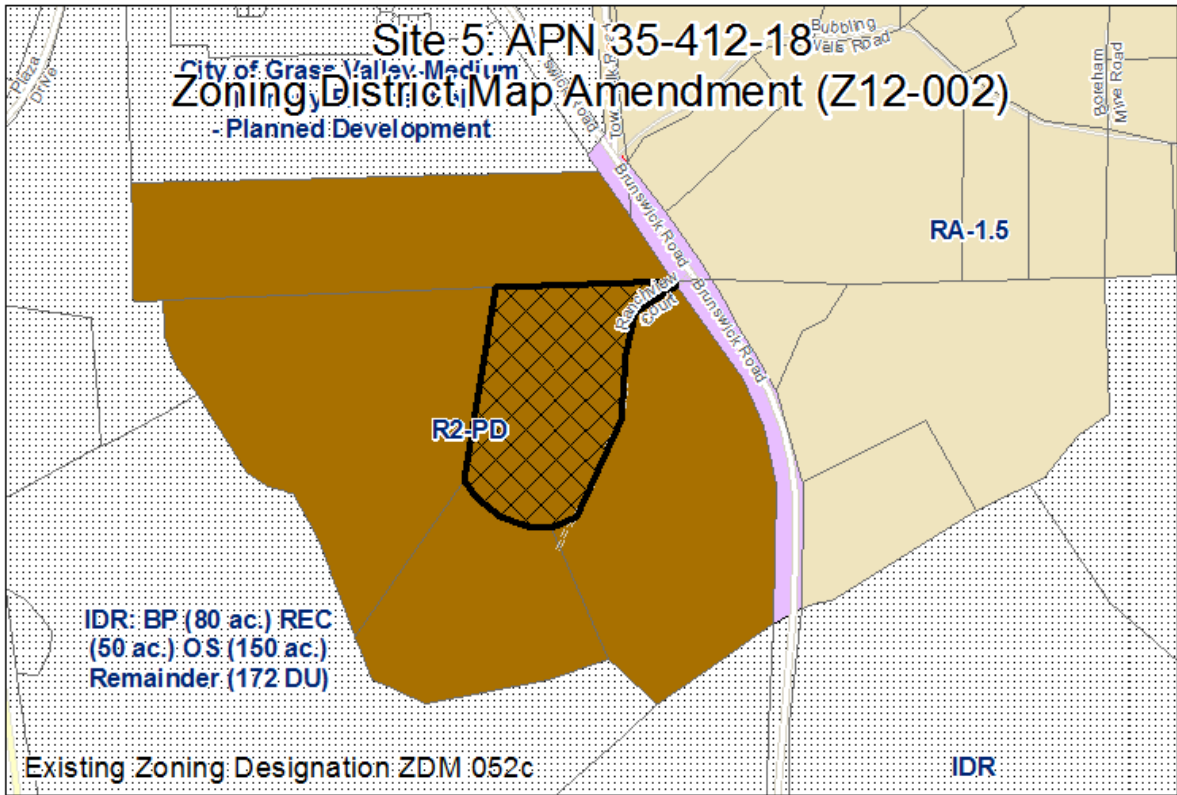 Site 5: APN 35-412-18
Zoning District Map Amendment (Z12-002)
City of Grass Valley-Medium
- Planned Development
Plaza
Drive
Road
Bubbling
Wells Road
Boreham
Mine Road
Brunswick Road
Brunswick Road
Ranchview
Court
RA-1.5
R2-PD
IDR: BP (80 ac.) REC
(50 ac.) OS (150 ac.)
Remainder (172 DU)
Existing Zoning Designation ZDM 052c
IDR